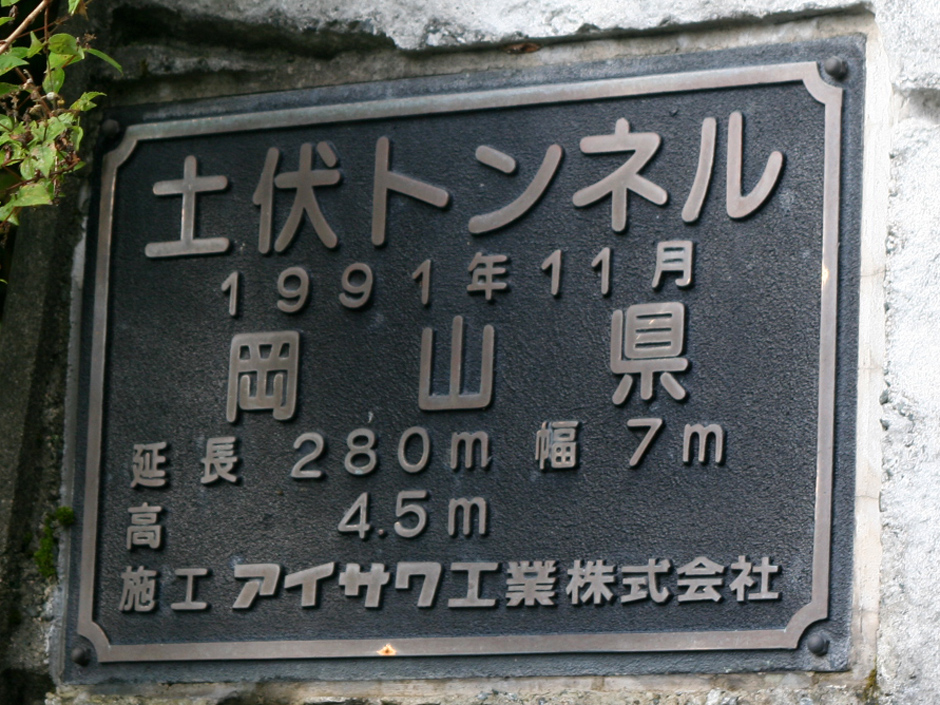 土伏トンネル
1991年11月
岡山県
延長 280m 幅 7m
高 4.5m
施工 アイサワ工業株式会社